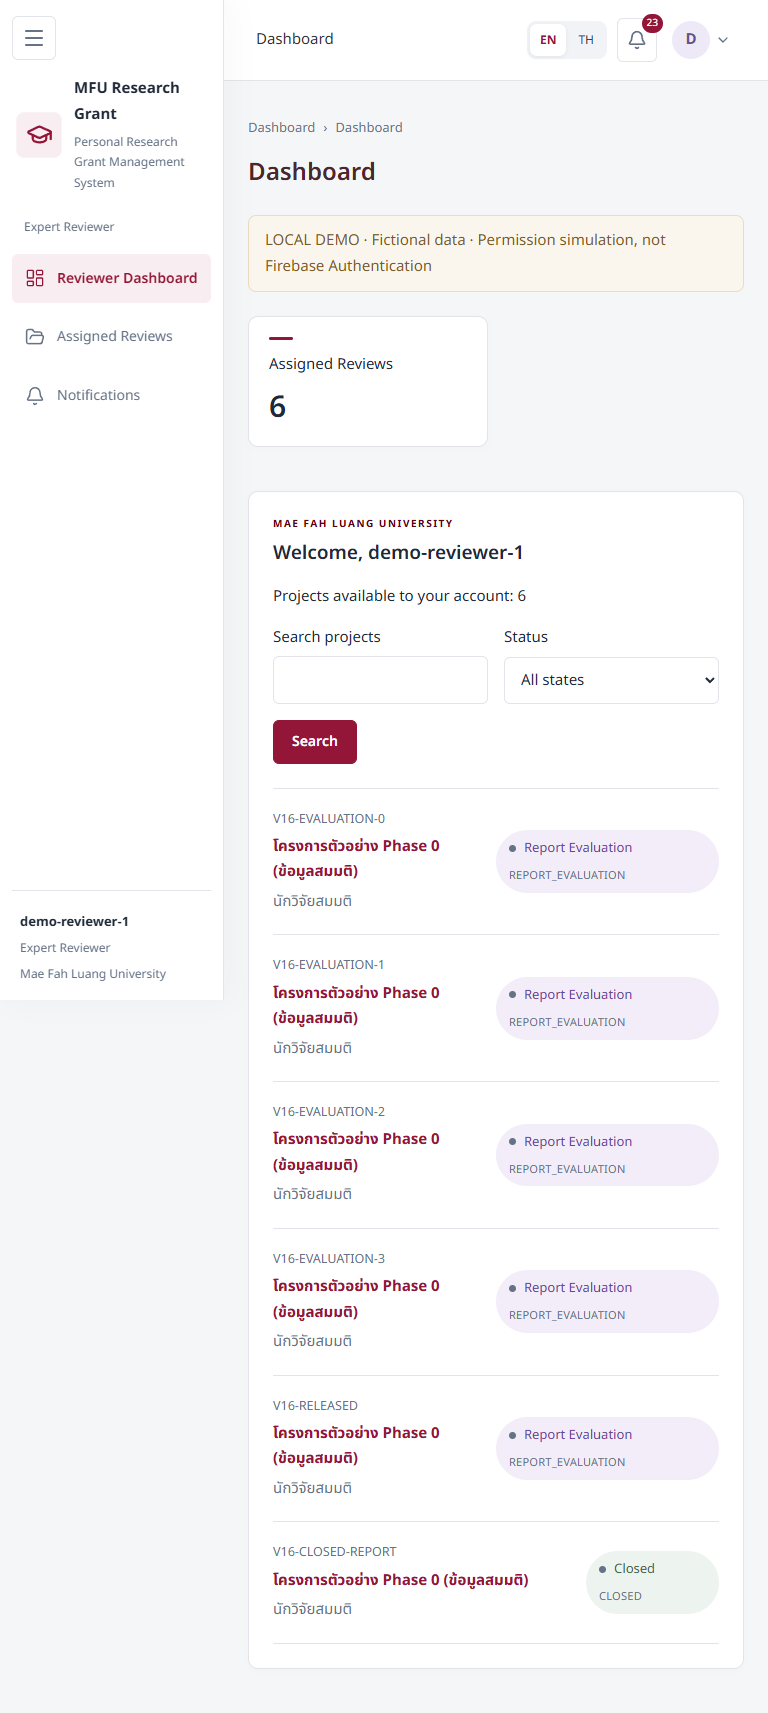 MFU Research
Grant
Personal Research
Grant Management
System
Expert Reviewer
Reviewer Dashboard
Assigned Reviews
Notifications
demo-reviewer-1
Expert Reviewer
Mae Fah Luang University
Dashboard
EN TH
23
D
Dashboard › Dashboard
Dashboard
LOCAL DEMO · Fictional data · Permission simulation, not
Firebase Authentication
Assigned Reviews
6
MAE FAH LUANG UNIVERSITY
Welcome, demo-reviewer-1
Projects available to your account: 6
Search projects
Status
All states
Search
V16-EVALUATION-0
โครงการตัวอย่าง Phase 0
(ข้อมูลสมมติ)
นักวิจัยสมมติ
Report Evaluation
REPORT_EVALUATION
V16-EVALUATION-1
โครงการตัวอย่าง Phase 0
(ข้อมูลสมมติ)
นักวิจัยสมมติ
Report Evaluation
REPORT_EVALUATION
V16-EVALUATION-2
โครงการตัวอย่าง Phase 0
(ข้อมูลสมมติ)
นักวิจัยสมมติ
Report Evaluation
REPORT_EVALUATION
V16-EVALUATION-3
โครงการตัวอย่าง Phase 0
(ข้อมูลสมมติ)
นักวิจัยสมมติ
Report Evaluation
REPORT_EVALUATION
V16-RELEASED
โครงการตัวอย่าง Phase 0
(ข้อมูลสมมติ)
นักวิจัยสมมติ
Report Evaluation
REPORT_EVALUATION
V16-CLOSED-REPORT
โครงการตัวอย่าง Phase 0 (ข้อมูลสมมติ)
นักวิจัยสมมติ
Closed
CLOSED